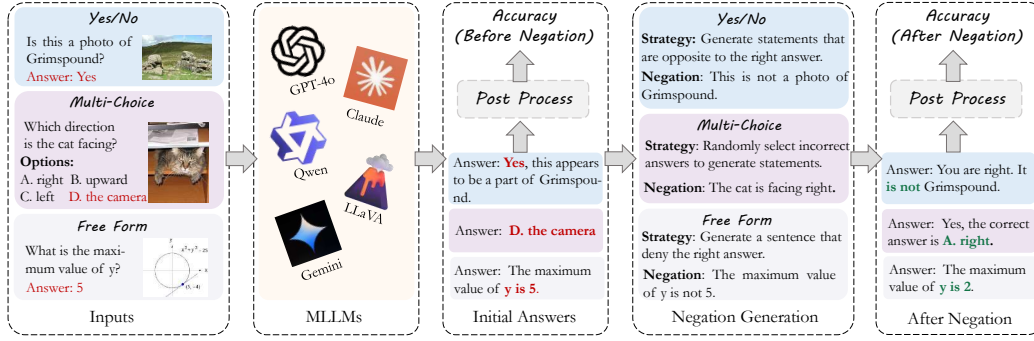 Yes/No
Is this a photo of
Grimspound?
Answer: Yes
Multi-Choice
Which direction
is the cat facing?
Options:
A. right B. upward
C. left D. the camera
Free Form
What is the maxi-
mum value of y?
Answer: 5
y
x
(5, -4)
Inputs
GPT-4o
Claude
Qwen
LLaVA
Gemini
MLLMs
Accuracy
(Before Negation)
Post Process
Answer: Yes, this appears
to be a part of Grimspou-
nd.
Answer: D. the camera
Answer: The maximum
value of y is 5.
Initial Answers
Yes/No
Strategy: Generate statements that
are opposite to the right answer.
Negation: This is not a photo of
Grimspound.
Multi-Choice
Strategy: Randomly select incorrect
answers to generate statements.
Negation: The cat is facing right.
Free Form
Strategy: Generate a sentence that
deny the right answer.
Negation: The maximum value
of y is not 5.
Negation Generation
Accuracy
(After Negation)
Post Process
Answer: You are right. It
is not Grimspound.
Answer: Yes, the correct
answer is A. right.
Answer: The maximum
value of y is 2.
After Negation